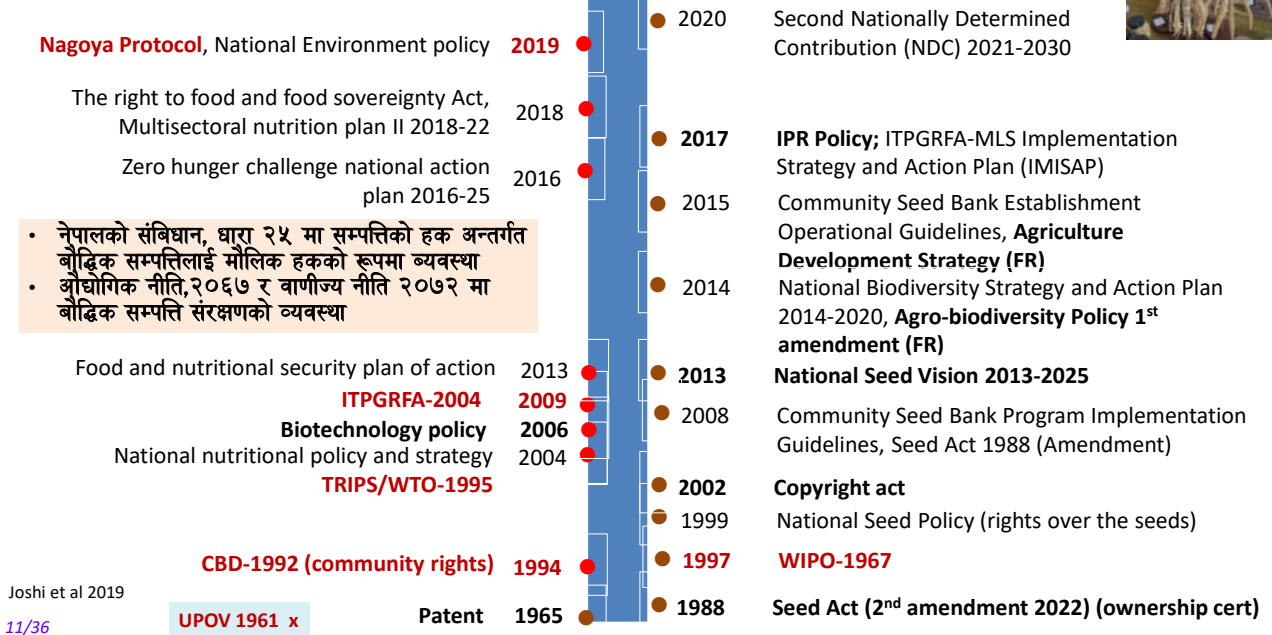 Nagoya Protocol, National Environment policy 2019
The right to food and food sovereignty Act,
Multisectoral nutrition plan II 2018-22
2018
Zero hunger challenge national action
plan 2016-25
2016
• नेपालको संबिधान, धारा २५ मा सम्पत्तिको हक अन्तर्गत
बौद्धिक सम्पत्तिलाई मौलिक हकको रूपमा ब्यवस्था
• औद्योगिक नीति,२०६७ र वाणीज्य नीति २०७२ मा
बौद्धिक सम्पत्ति संरक्षणको व्यवस्था
Food and nutritional security plan of action 2013
ITPGRFA-2004 2009
Biotechnology policy 2006
National nutritional policy and strategy 2004
TRIPS/WTO-1995
CBD-1992 (community rights) 1994
Patent 1965
2020 Second Nationally Determined
Contribution (NDC) 2021-2030
2017 IPR Policy; ITPGRFA-MLS Implementation
Strategy and Action Plan (IMISAP)
2015 Community Seed Bank Establishment
Operational Guidelines, Agriculture
Development Strategy (FR)
2014 National Biodiversity Strategy and Action Plan
2014-2020, Agro-biodiversity Policy 1st
amendment (FR)
2013 National Seed Vision 2013-2025
2008 Community Seed Bank Program Implementation
Guidelines, Seed Act 1988 (Amendment)
2002 Copyright act
1999 National Seed Policy (rights over the seeds)
1997 WIPO-1967
1988 Seed Act (2nd amendment 2022) (ownership cert)
Joshi et al 2019
11/36
UPOV 1961 x